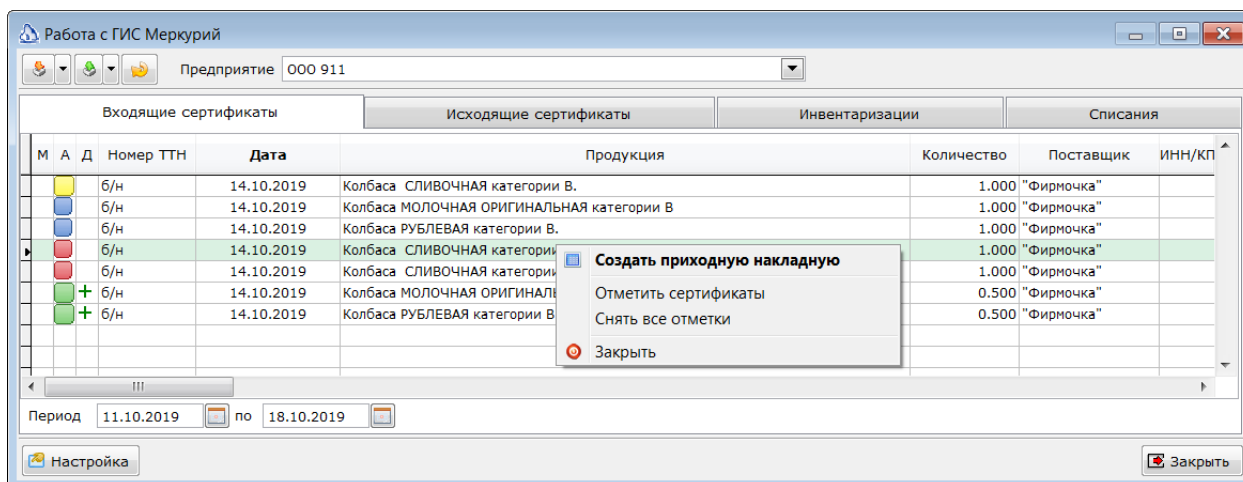 Работа с ГИС Меркурий
Предприятие ООО 911
Входящие сертификаты Исходящие сертификаты Инвентаризации Списания
М А Д Номер ТТН Дата Продукция Количество Поставщик ИНН/КП
б/н 14.10.2019 Колбаса СЛИВОЧНАЯ категории В. 1.000 "Фирмочка"
б/н 14.10.2019 Колбаса МОЛОЧНАЯ ОРИГИНАЛЬНАЯ категории В 1.000 "Фирмочка"
б/н 14.10.2019 Колбаса РУБЛЕВАЯ категории В. 1.000 "Фирмочка"
б/н 14.10.2019 Колбаса СЛИВОЧНАЯ категории 1.000 "Фирмочка"
б/н 14.10.2019 Колбаса СЛИВОЧНАЯ категории 1.000 "Фирмочка"
б/н 14.10.2019 Колбаса МОЛОЧНАЯ ОРИГИНАЛЬ 0.500 "Фирмочка"
б/н 14.10.2019 Колбаса РУБЛЕВАЯ категории В 0.500 "Фирмочка"
Создать приходную накладную
Отметить сертификаты
Снять все отметки
Закрыть
Период 11.10.2019 по 18.10.2019
Настройка Закрыть